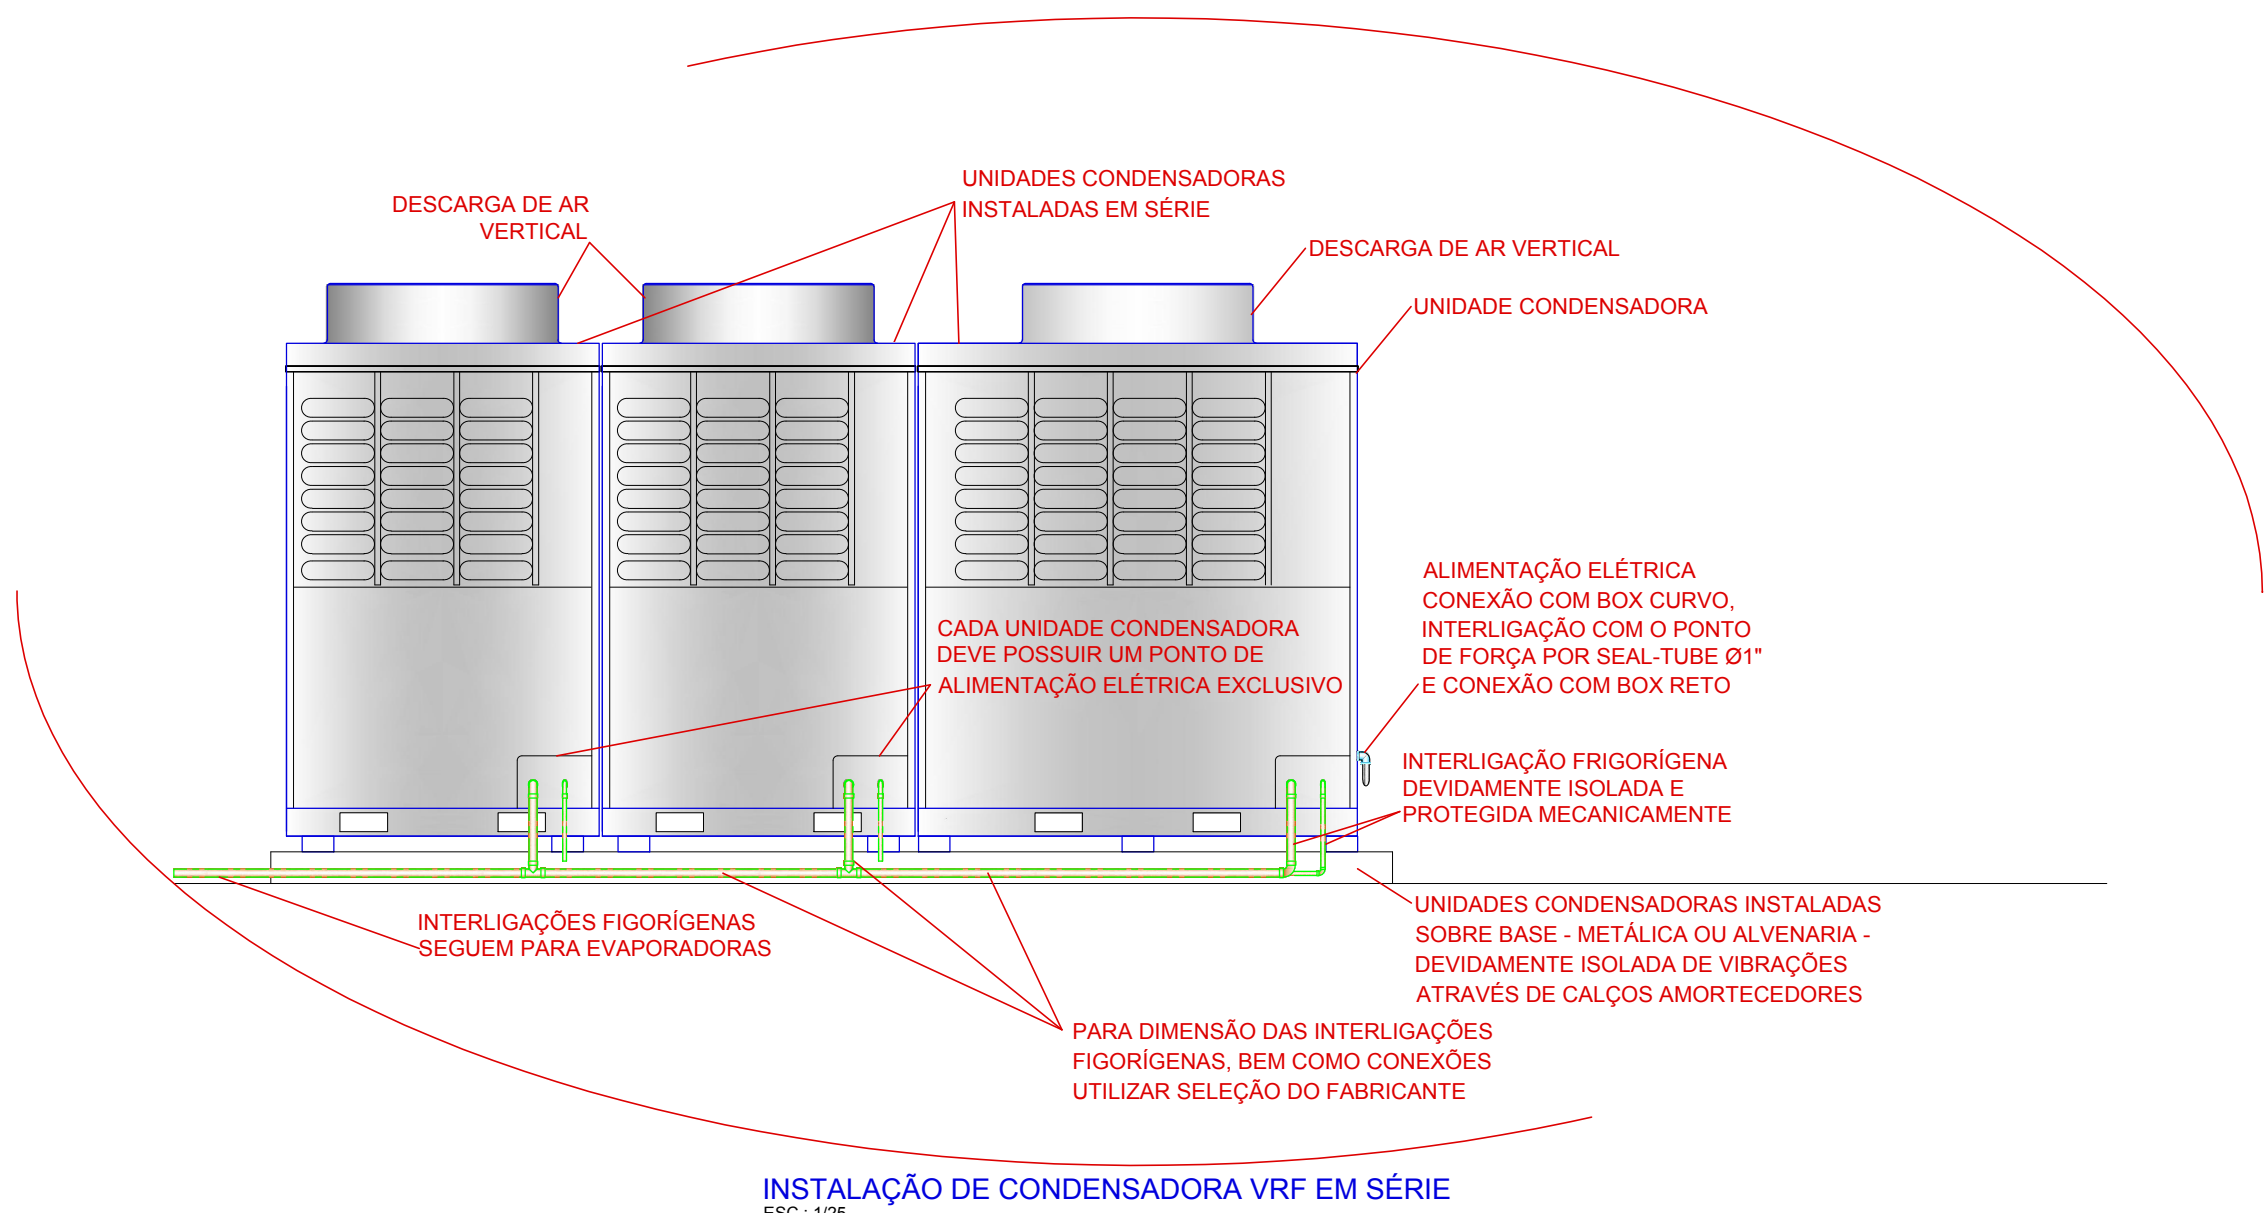 UNIDADES CONDENSADORAS
INSTALADAS EM SÉRIE
DESCARGA DE AR
VERTICAL
DESCARGA DE AR VERTICAL
UNIDADE CONDENSADORA
ALIMENTAÇÃO ELÉTRICA
CONEXÃO COM BOX CURVO,
INTERLIGAÇÃO COM O PONTO
DE FORÇA POR SEAL-TUBE Ø1"
E CONEXÃO COM BOX RETO
CADA UNIDADE CONDENSADORA
DEVE POSSUIR UM PONTO DE
ALIMENTAÇÃO ELÉTRICA EXCLUSIVO
INTERLIGAÇÃO FRIGORÍGENA
DEVIDAMENTE ISOLADA E
PROTEGIDA MECANICAMENTE
INTERLIGAÇÕES FIGORÍGENAS
SEGUEM PARA EVAPORADORAS
UNIDADES CONDENSADORAS INSTALADAS
SOBRE BASE - METÁLICA OU ALVENARIA -
DEVIDAMENTE ISOLADA DE VIBRAÇÕES
ATRAVÉS DE CALÇOS AMORTECEDORES
PARA DIMENSÃO DAS INTERLIGAÇÕES
FIGORÍGENAS, BEM COMO CONEXÕES
UTILIZAR SELEÇÃO DO FABRICANTE
INSTALAÇÃO DE CONDENSADORA VRF EM SÉRIE
ESC.: 1/25